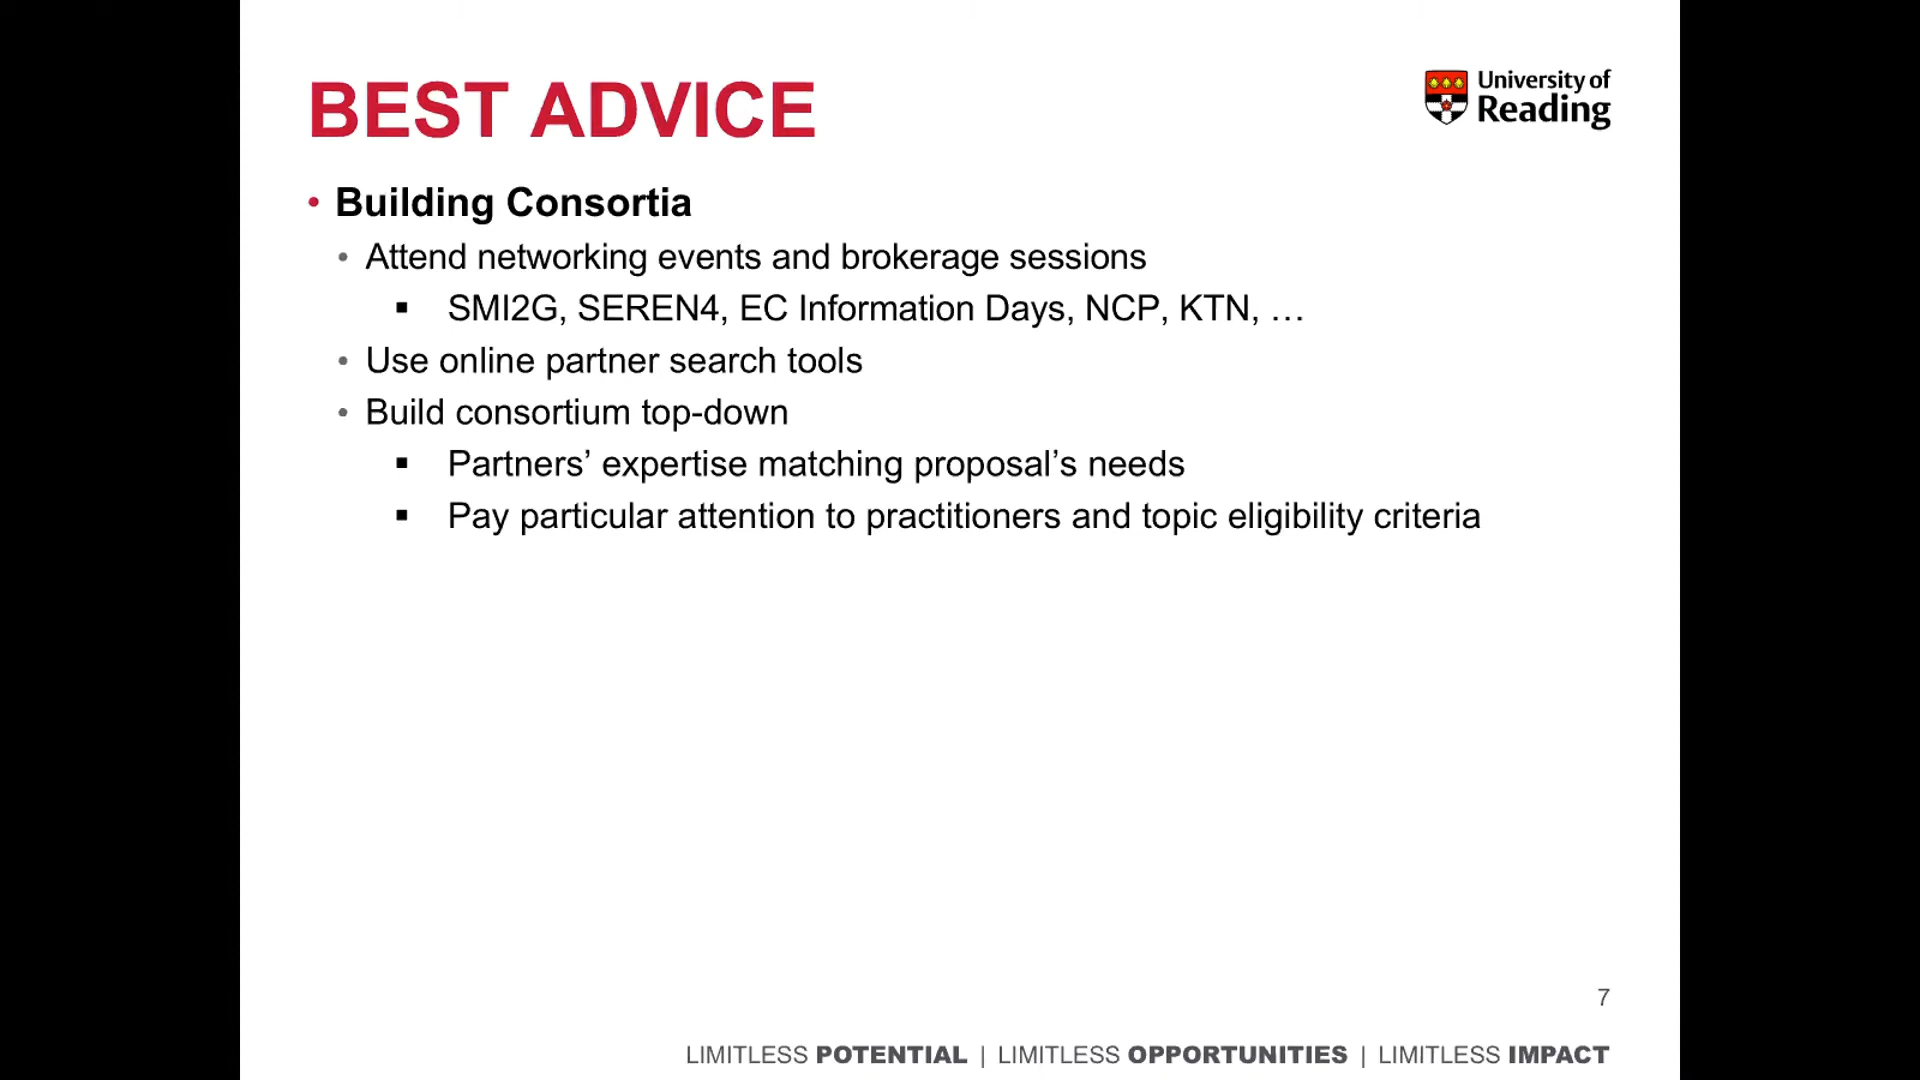 BEST ADVICE
University of
Reading
• Building Consortia
• Attend networking events and brokerage sessions
▪ SMI2G, SEREN4, EC Information Days, NCP, KTN, …
• Use online partner search tools
• Build consortium top-down
▪ Partners’ expertise matching proposal’s needs
▪ Pay particular attention to practitioners and topic eligibility criteria
7
LIMITLESS POTENTIAL | LIMITLESS OPPORTUNITIES | LIMITLESS IMPACT